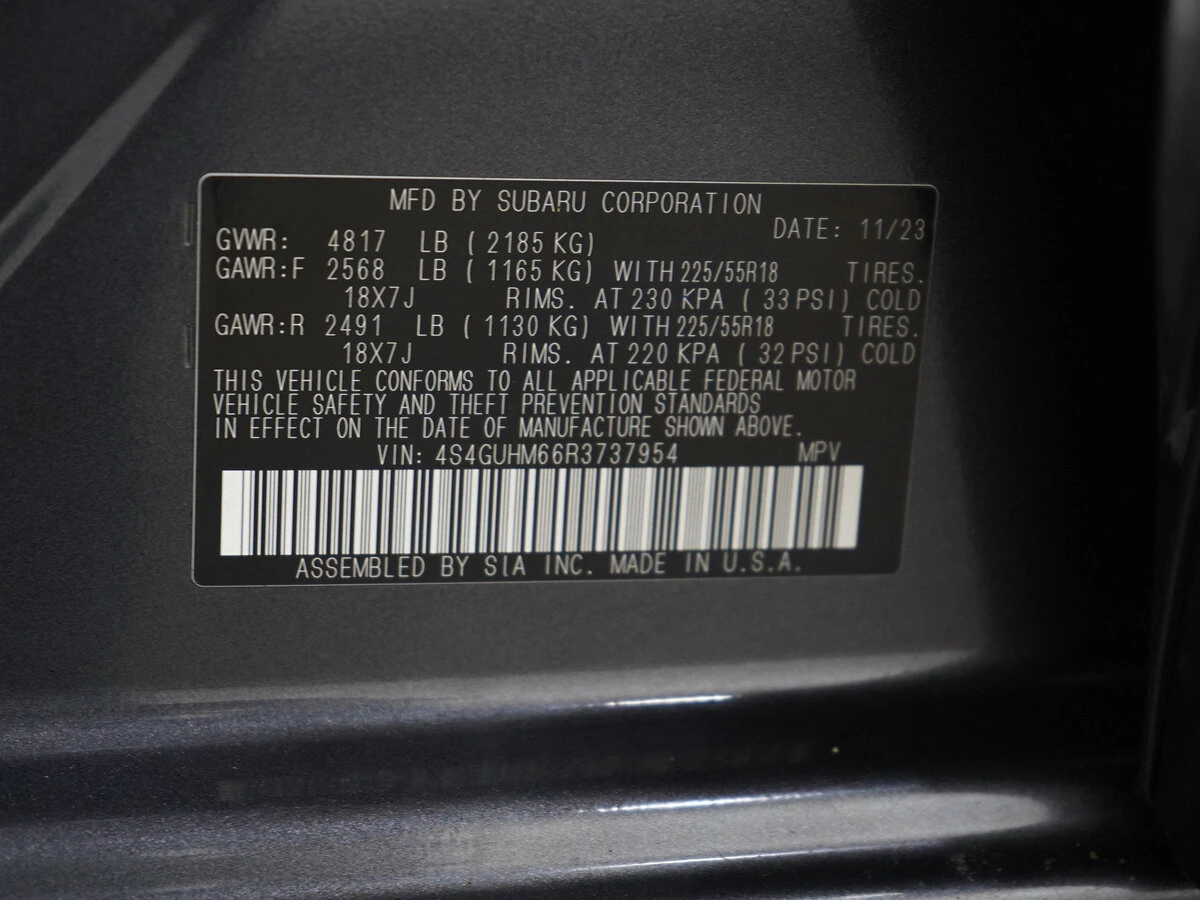 MFD BY SUBARU CORPORATION
DATE: 11/23
GVWR: 4817 LB ( 2185 KG)
GAWR:F 2568 LB ( 1165 KG) WITH 225/55R18 TIRES.
18X7J RIMS. AT 230 KPA ( 33 PSI) COLD
GAWR:R 2491 LB ( 1130 KG) WITH 225/55R18 TIRES.
18X7J RIMS. AT 220 KPA ( 32 PSI) COLD
THIS VEHICLE CONFORMS TO ALL APPLICABLE FEDERAL MOTOR
VEHICLE SAFETY AND THEFT PREVENTION STANDARDS
IN EFFECT ON THE DATE OF MANUFACTURE SHOWN ABOVE.
VIN: 4S4GUHM66R3737954 MPV
ASSEMBLED BY SIA INC. MADE IN U.S.A.